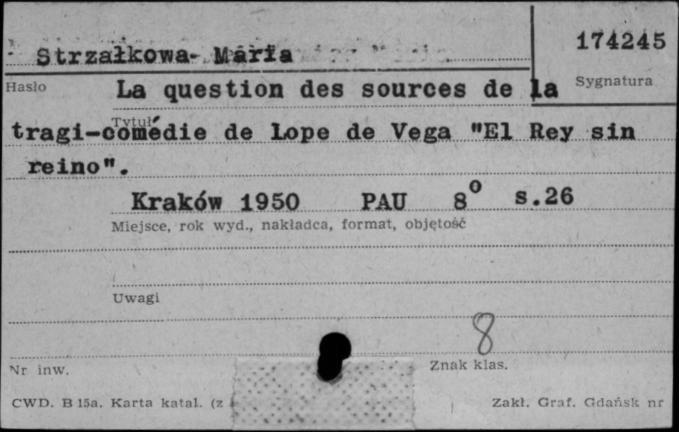 174245
Strzałkowa Maria
Hasło
Sygnatura
La question des sources de la
Tytuł
tragi-comédie de Lope de Vega "El Rey sin
reino".
Kraków 1950 PAU 8° s.26
Miejsce, rok wyd., nakładca, format, objętość
Uwagi
8
Nr inw.
Znak klas.
CWD. B 15a. Karta katal. (z
Zakł. Graf. Gdańsk nr